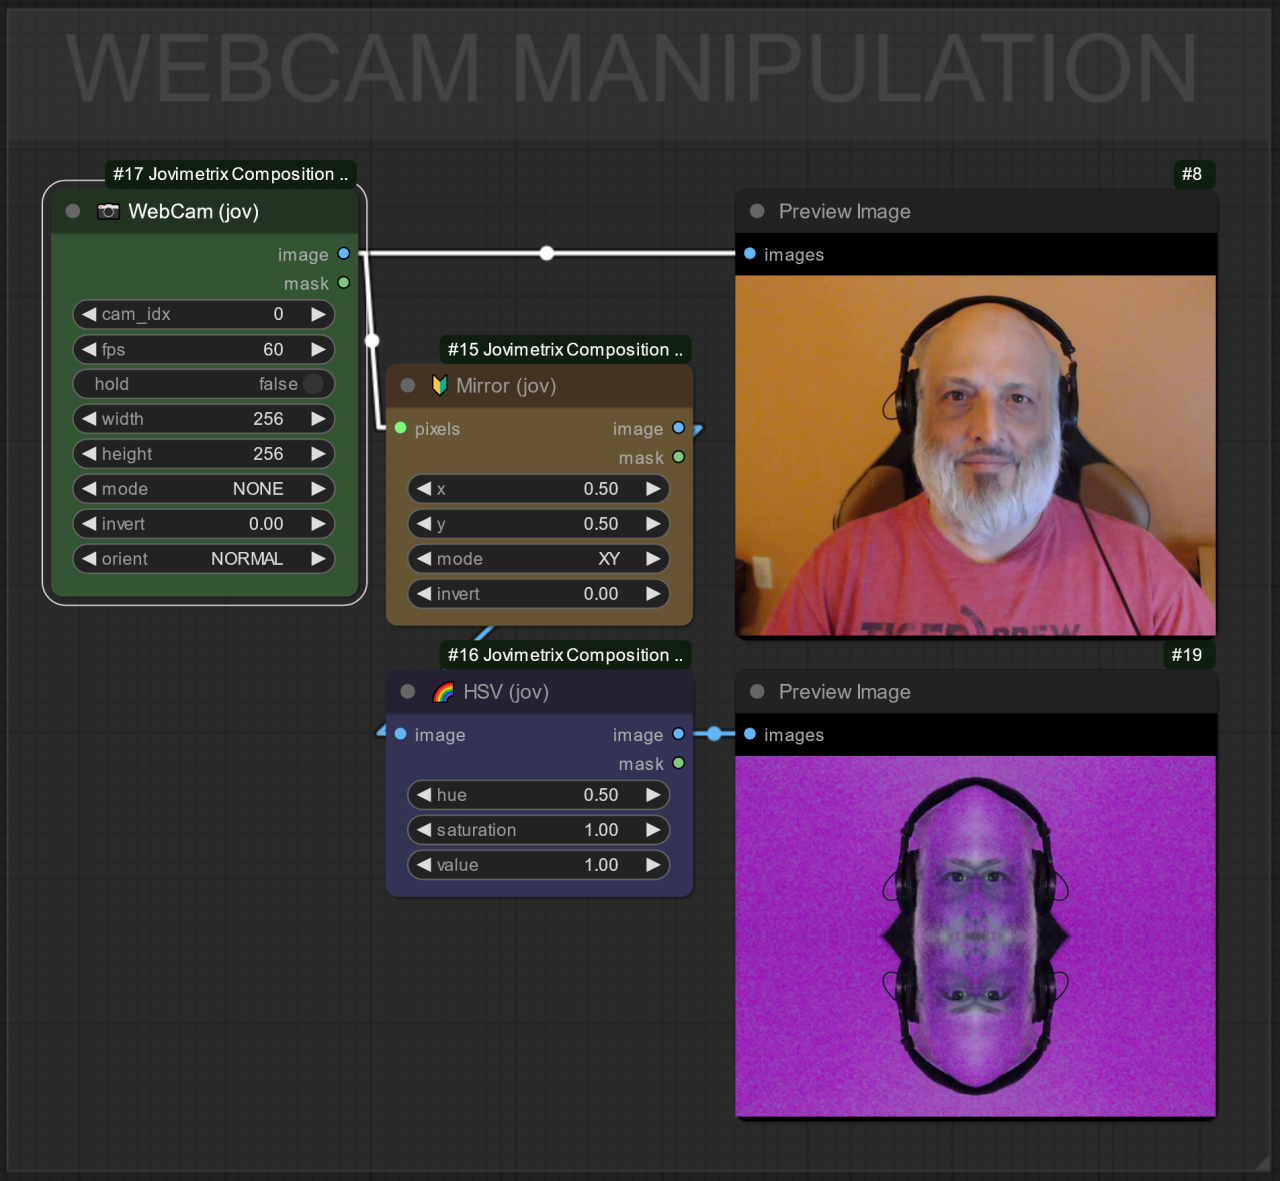 WEBCAM MANIPULATION
#17 Jovimetrix Composition ..
WebCam (jov)
image
mask
cam_idx 0
fps 60
hold false
width 256
height 256
mode NONE
invert 0.00
orient NORMAL
#15 Jovimetrix Composition ..
Mirror (jov)
pixels image
mask
x 0.50
y 0.50
mode XY
invert 0.00
#16 Jovimetrix Composition ..
HSV (jov)
image image
mask
hue 0.50
saturation 1.00
value 1.00
#8
Preview Image
images
#19
Preview Image
images